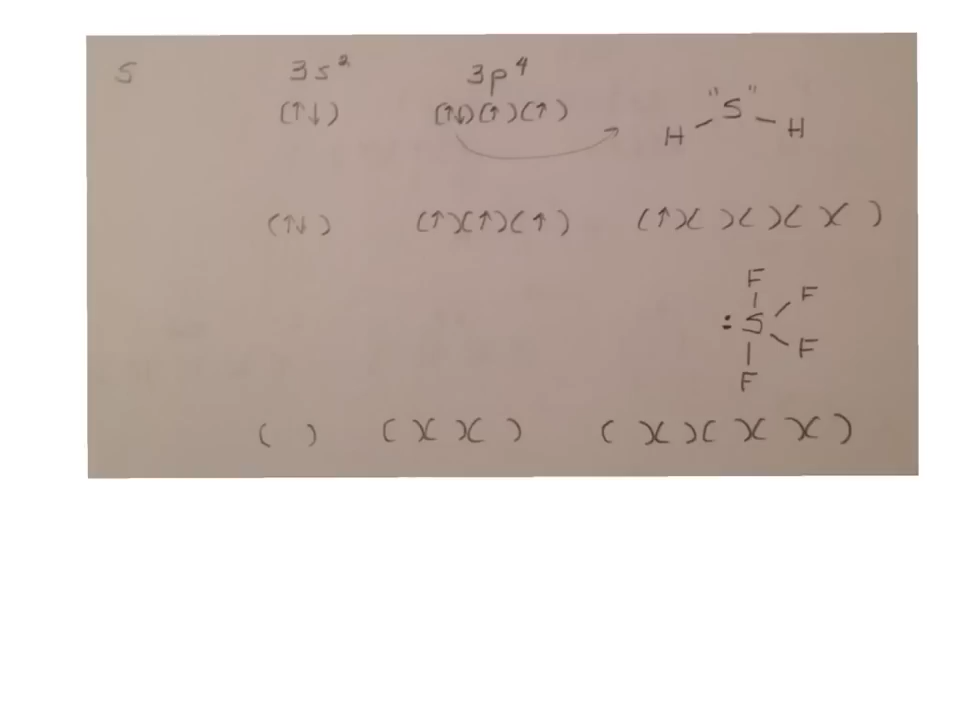 S 3s² 3p⁴
(↑↓) (↑↓)(↑)(↑) "S"
H H
(↑↓) (↑)(↑)(↑) (↑)( )( )( )( )
F
F
:S
F
F
( ) ( )( )( ) ( )( )( )( )( )